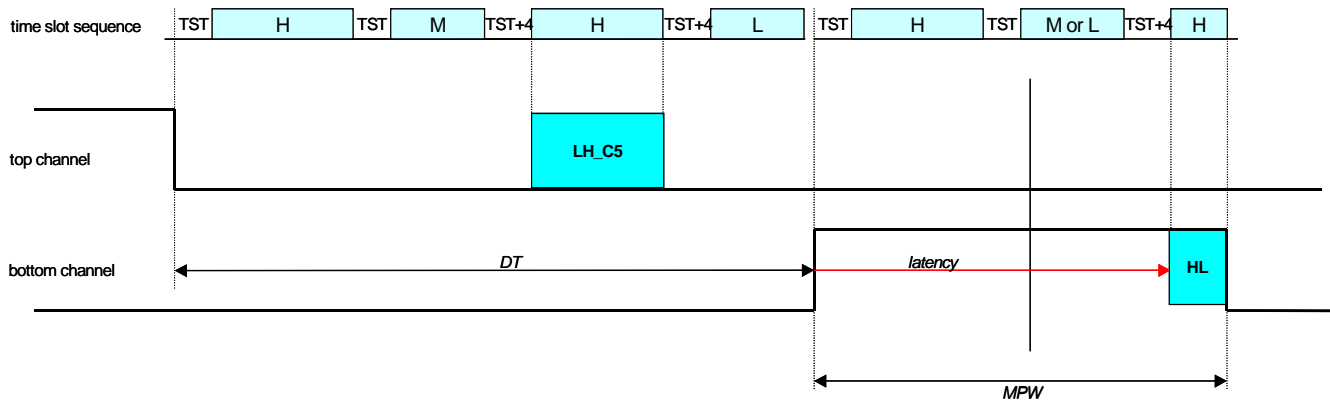 time slot sequence TST H TST M TST+4 H TST+4 L TST H TST M or L TST+4 H
top channel LH_C5
bottom channel DT latency HL
MPW